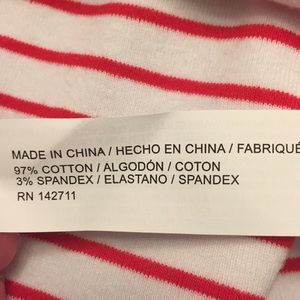 MADE IN CHINA / HECHO EN CHINA / FABRIQUÉ
97% COTTON / ALGODÓN / COTON
3% SPANDEX / ELASTANO / SPANDEX
RN 142711